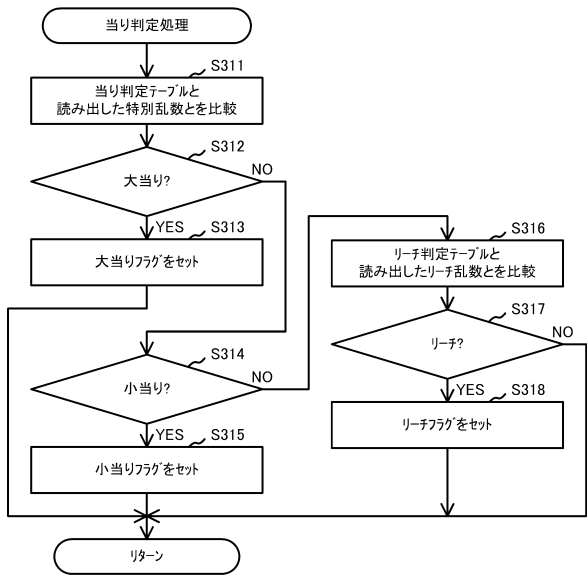 当り判定処理
S311
当り判定ﾃｰﾌﾞﾙと
読み出した特別乱数とを比較
S312
大当り?
NO
YES
S313
大当りﾌﾗｸﾞをセット
S314
小当り?
NO
YES
S315
小当りﾌﾗｸﾞをセット
S316
ﾘｰﾁ判定ﾃｰﾌﾞﾙと
読み出したﾘｰﾁ乱数とを比較
S317
ﾘｰﾁ?
NO
YES
S318
ﾘｰﾁﾌﾗｸﾞをセット
ﾘﾀｰﾝ